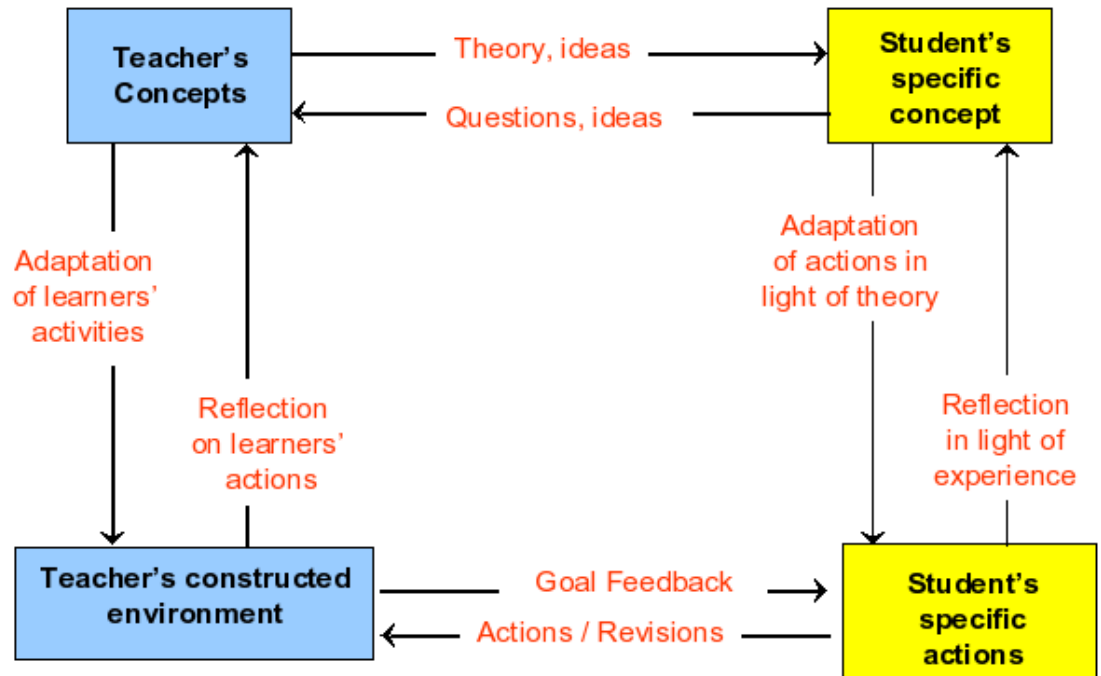 Teacher’s
Concepts
Theory, ideas
Questions, ideas
Student’s
specific
concept
Adaptation
of learners’
activities
Reflection
on learners’
actions
Adaptation
of actions in
light of theory
Reflection
in light of
experience
Teacher’s constructed
environment
Goal Feedback
Actions / Revisions
Student’s
specific
actions